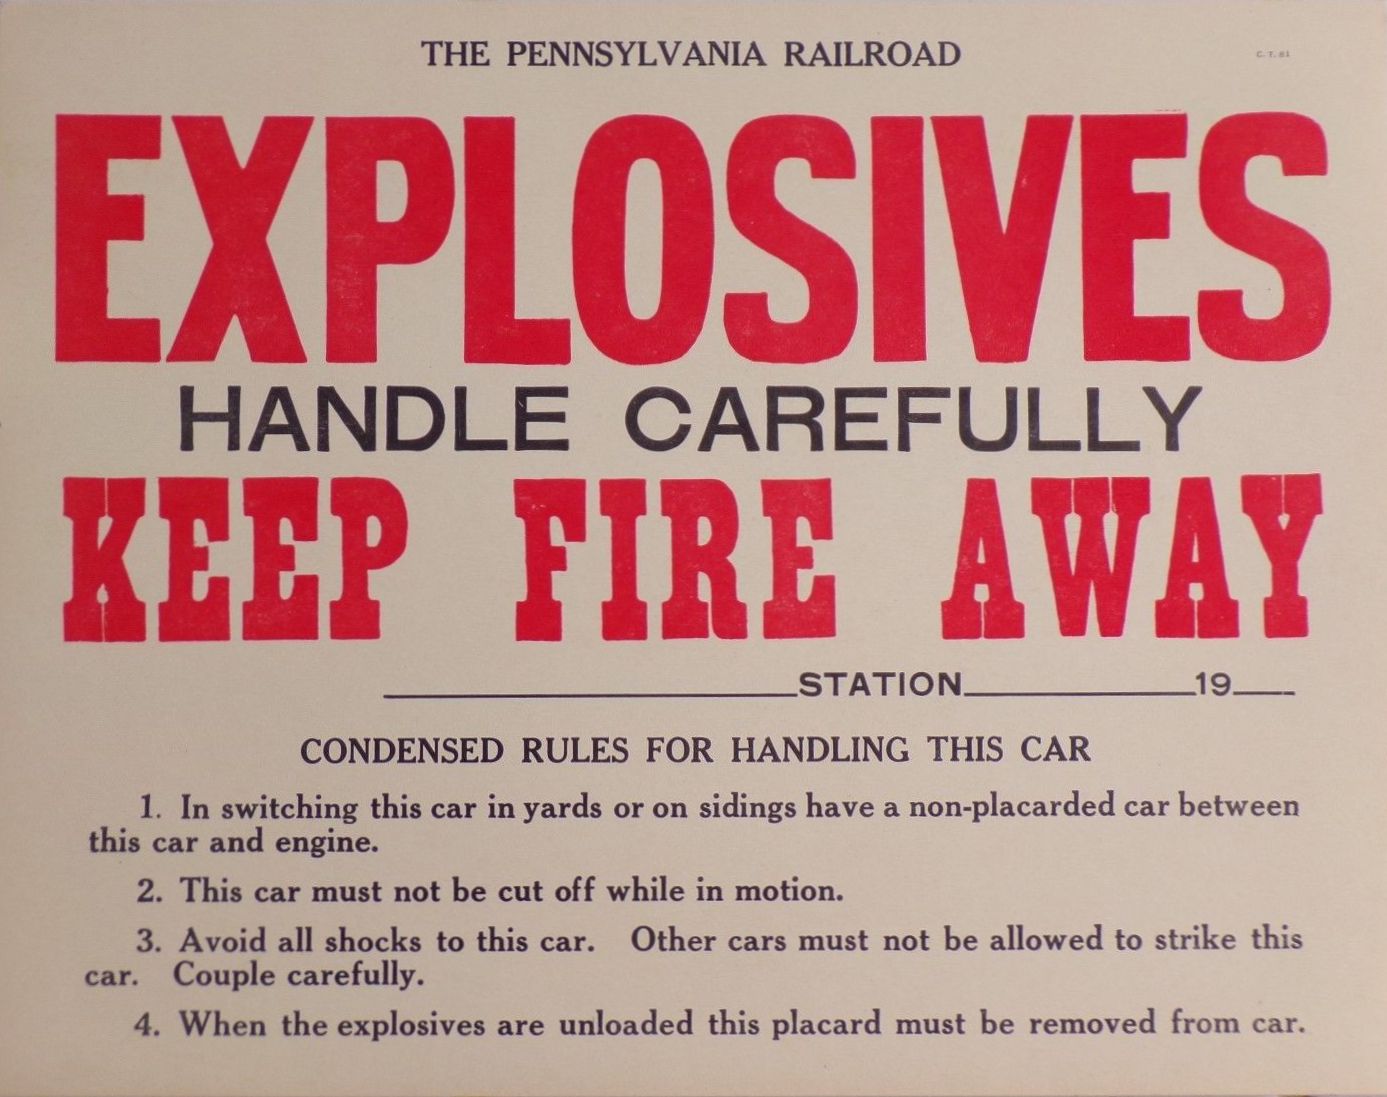 THE PENNSYLVANIA RAILROAD
C. T. 81
EXPLOSIVES
HANDLE CAREFULLY
KEEP FIRE AWAY
STATION 19
CONDENSED RULES FOR HANDLING THIS CAR
1. In switching this car in yards or on sidings have a non-placarded car between
this car and engine.
2. This car must not be cut off while in motion.
3. Avoid all shocks to this car. Other cars must not be allowed to strike this
car. Couple carefully.
4. When the explosives are unloaded this placard must be removed from car.